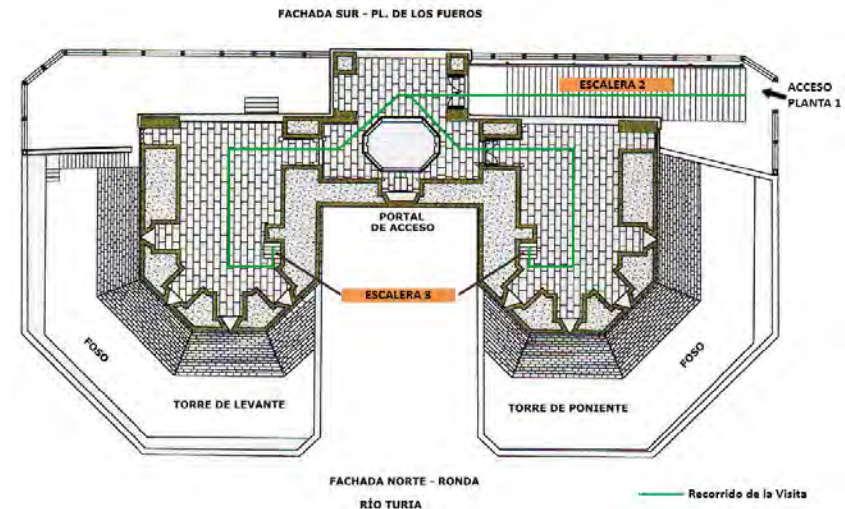 FACHADA SUR - PL. DE LOS FUEROS
ESCALERA 2
ACCESO
PLANTA 1
PORTAL
DE ACCESO
ESCALERA 3
FOSO
FOSO
TORRE DE LEVANTE
TORRE DE PONIENTE
FACHADA NORTE - RONDA
RÍO TURIA
Recorrido de la Visita